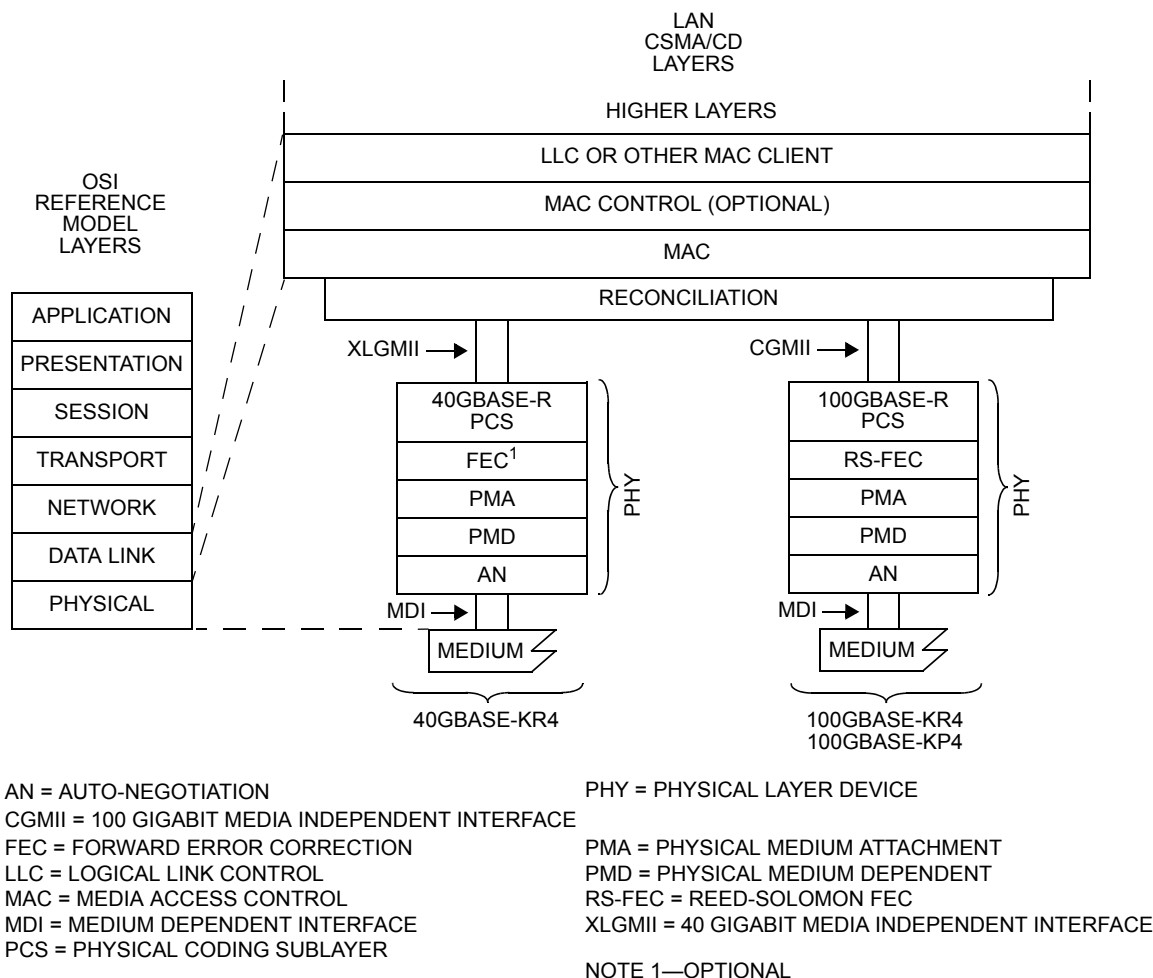 LAN
CSMA/CD
LAYERS
HIGHER LAYERS
LLC OR OTHER MAC CLIENT
MAC CONTROL (OPTIONAL)
MAC
RECONCILIATION
OSI
REFERENCE
MODEL
LAYERS
APPLICATION
PRESENTATION
SESSION
TRANSPORT
NETWORK
DATA LINK
PHYSICAL
XLGMII
40GBASE-R
PCS
FEC1
PMA
PMD
AN
PHY
MDI
MEDIUM
40GBASE-KR4
CGMII
100GBASE-R
PCS
RS-FEC
PMA
PMD
AN
PHY
MDI
MEDIUM
100GBASE-KR4
100GBASE-KP4
AN = AUTO-NEGOTIATION
CGMII = 100 GIGABIT MEDIA INDEPENDENT INTERFACE
FEC = FORWARD ERROR CORRECTION
LLC = LOGICAL LINK CONTROL
MAC = MEDIA ACCESS CONTROL
MDI = MEDIUM DEPENDENT INTERFACE
PCS = PHYSICAL CODING SUBLAYER
PHY = PHYSICAL LAYER DEVICE
PMA = PHYSICAL MEDIUM ATTACHMENT
PMD = PHYSICAL MEDIUM DEPENDENT
RS-FEC = REED-SOLOMON FEC
XLGMII = 40 GIGABIT MEDIA INDEPENDENT INTERFACE
NOTE 1—OPTIONAL